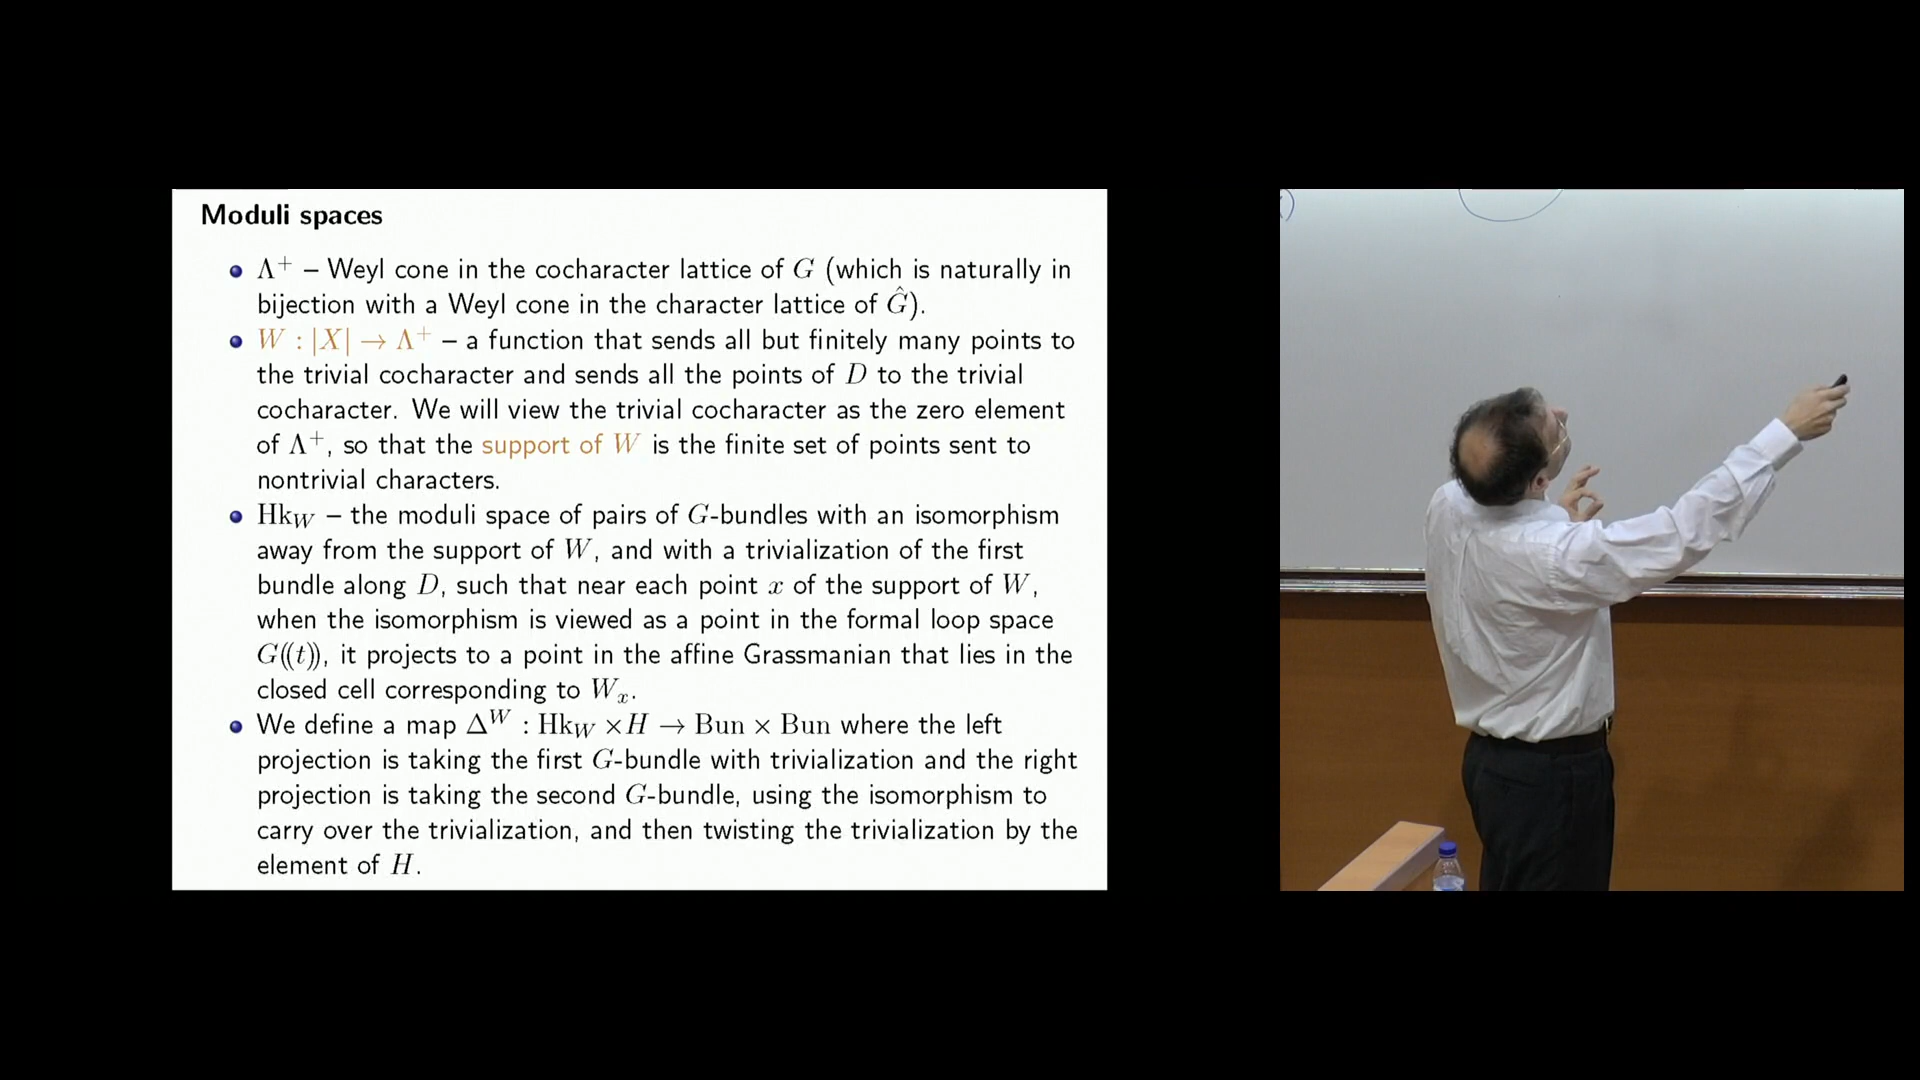 Moduli spaces
Λ⁺ – Weyl cone in the cocharacter lattice of G (which is naturally in
bijection with a Weyl cone in the character lattice of Ĝ).
W : |X| → Λ⁺ – a function that sends all but finitely many points to
the trivial cocharacter and sends all the points of D to the trivial
cocharacter. We will view the trivial cocharacter as the zero element
of Λ⁺, so that the support of W is the finite set of points sent to
nontrivial characters.
Hk_W – the moduli space of pairs of G-bundles with an isomorphism
away from the support of W, and with a trivialization of the first
bundle along D, such that near each point x of the support of W,
when the isomorphism is viewed as a point in the formal loop space
G((t)), it projects to a point in the affine Grassmanian that lies in the
closed cell corresponding to W_x.
We define a map Δ^W : Hk_W ×H → Bun × Bun where the left
projection is taking the first G-bundle with trivialization and the right
projection is taking the second G-bundle, using the isomorphism to
carry over the trivialization, and then twisting the trivialization by the
element of H.